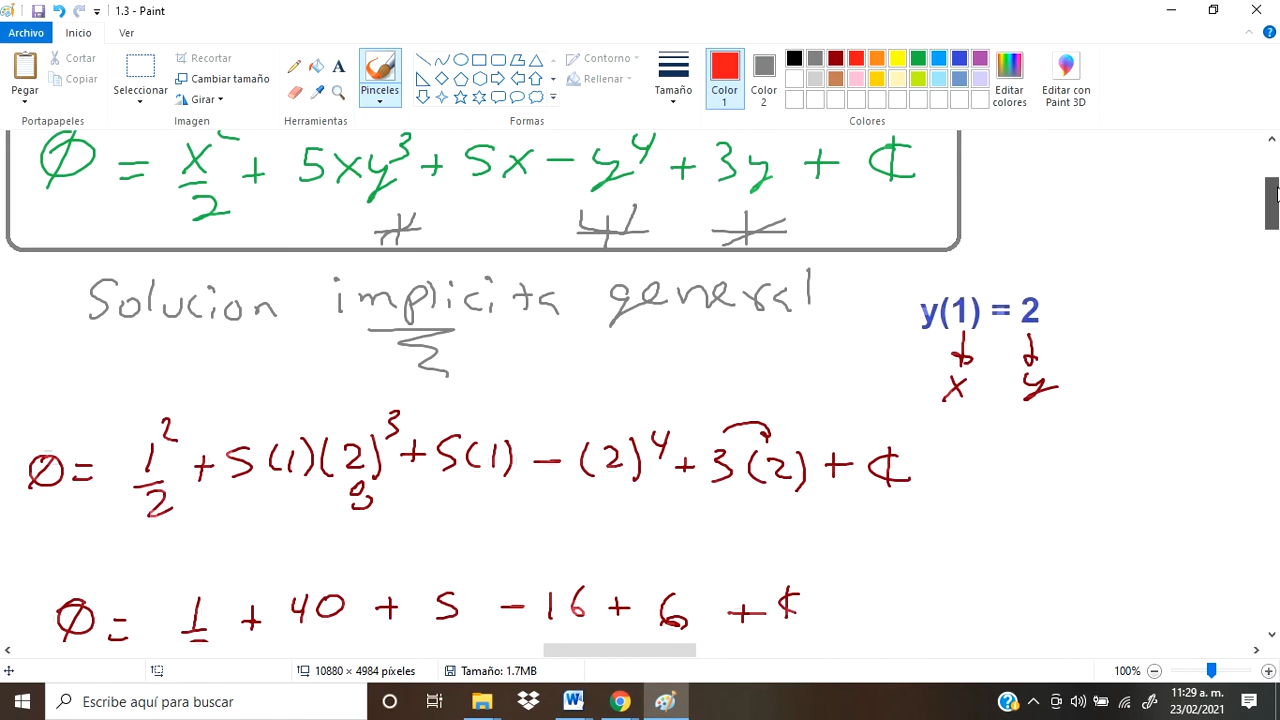 1.3 - Paint
Archivo Inicio Ver
Pegar
Cortar
Copiar
Portapapeles
Seleccionar
Recortar
Cambiar tamaño
Girar
Imagen
A
Herramientas
Pinceles
Contorno
Rellenar
Formas
Tamaño
Color 1
Color 2
Editar colores
Editar con Paint 3D
Colores
Ø = x²/2 + 5xy³ + 5x - y⁴ + 3y + ₵
Solucion implicita general
y(1) = 2
x y
Ø = 1²/2 + 5(1)(2)³ + 5(1) - (2)⁴ + 3(2) + ₵
8
Ø = 1 + 40 + 5 - 16 + 6 + ₵
10880 × 4984 píxeles
Tamaño: 1.7MB
100%
Escribe aquí para buscar
11:29 a. m.
23/02/2021